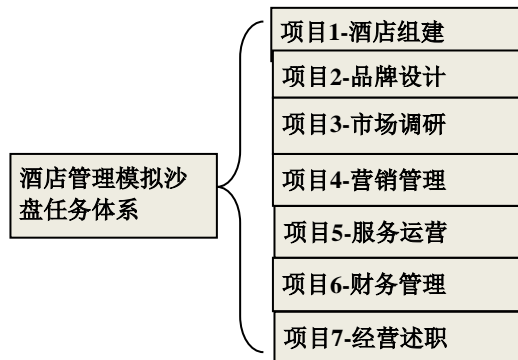 项目1-酒店组建
项目2-品牌设计
项目3-市场调研
酒店管理模拟沙
盘任务体系
项目4-营销管理
项目5-服务运营
项目6-财务管理
项目7-经营述职